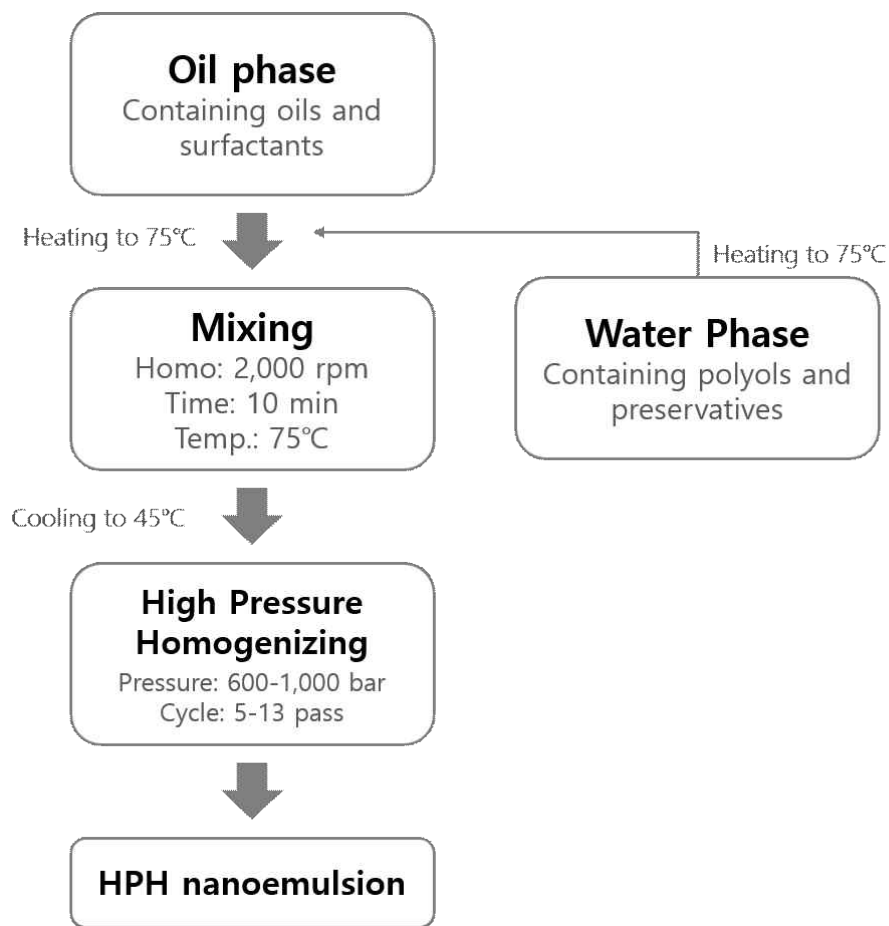 Oil phase
Containing oils and
surfactants
Heating to 75℃
Heating to 75℃
Mixing
Homo: 2,000 rpm
Time: 10 min
Temp.: 75℃
Water Phase
Containing polyols and
preservatives
Cooling to 45℃
High Pressure
Homogenizing
Pressure: 600-1,000 bar
Cycle: 5-13 pass
HPH nanoemulsion